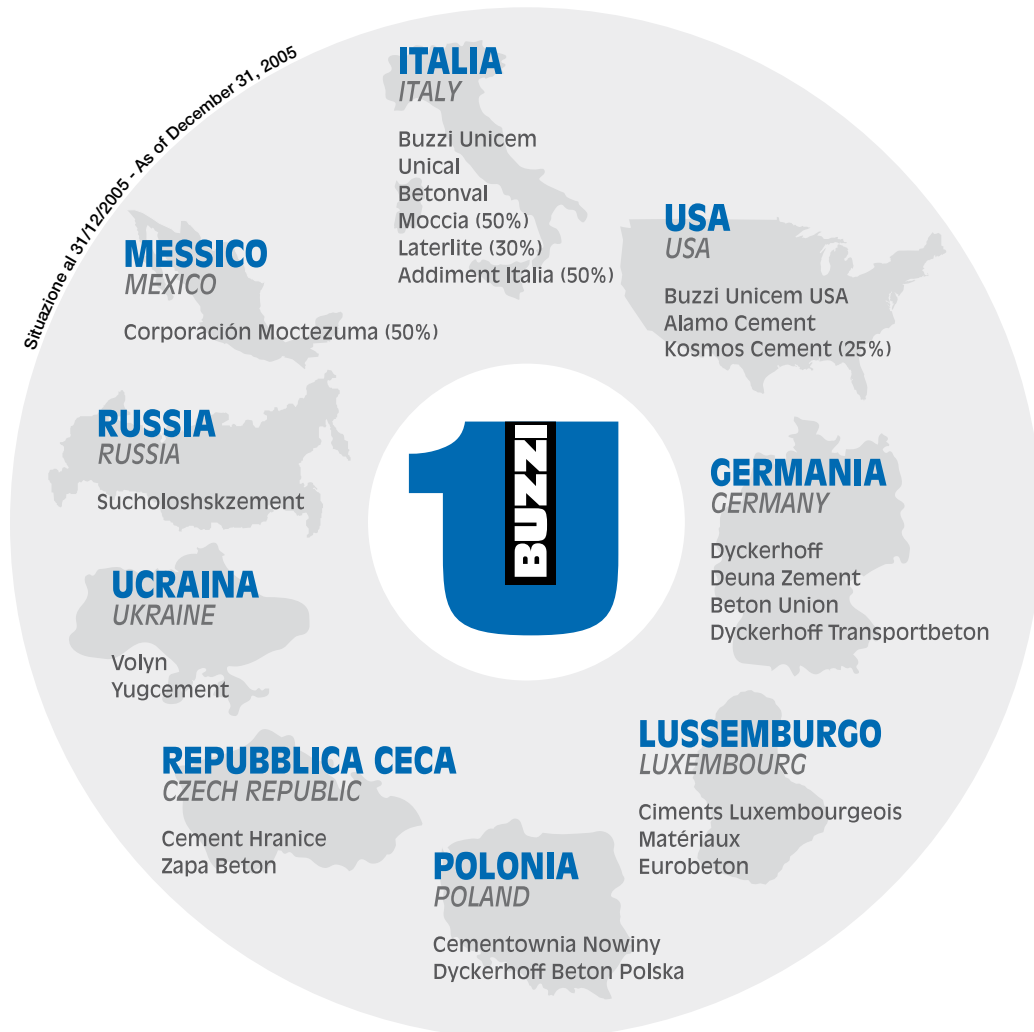 Situazione al 31/12/2005 - As of December 31, 2005
ITALIA
ITALY
Buzzi Unicem
Unical
Betonval
Moccia (50%)
Laterlite (30%)
Addiment Italia (50%)
USA
USA
Buzzi Unicem USA
Alamo Cement
Kosmos Cement (25%)
GERMANIA
GERMANY
Dyckerhoff
Deuna Zement
Beton Union
Dyckerhoff Transportbeton
LUSSEMBURGO
LUXEMBOURG
Ciments Luxembourgeois
Matériaux
Eurobeton
POLONIA
POLAND
Cementownia Nowiny
Dyckerhoff Beton Polska
REPUBBLICA CECA
CZECH REPUBLIC
Cement Hranice
Zapa Beton
UCRAINA
UKRAINE
Volyn
Yugcement
RUSSIA
RUSSIA
Sucholoshskzement
MESSICO
MEXICO
Corporación Moctezuma (50%)
BUZZI